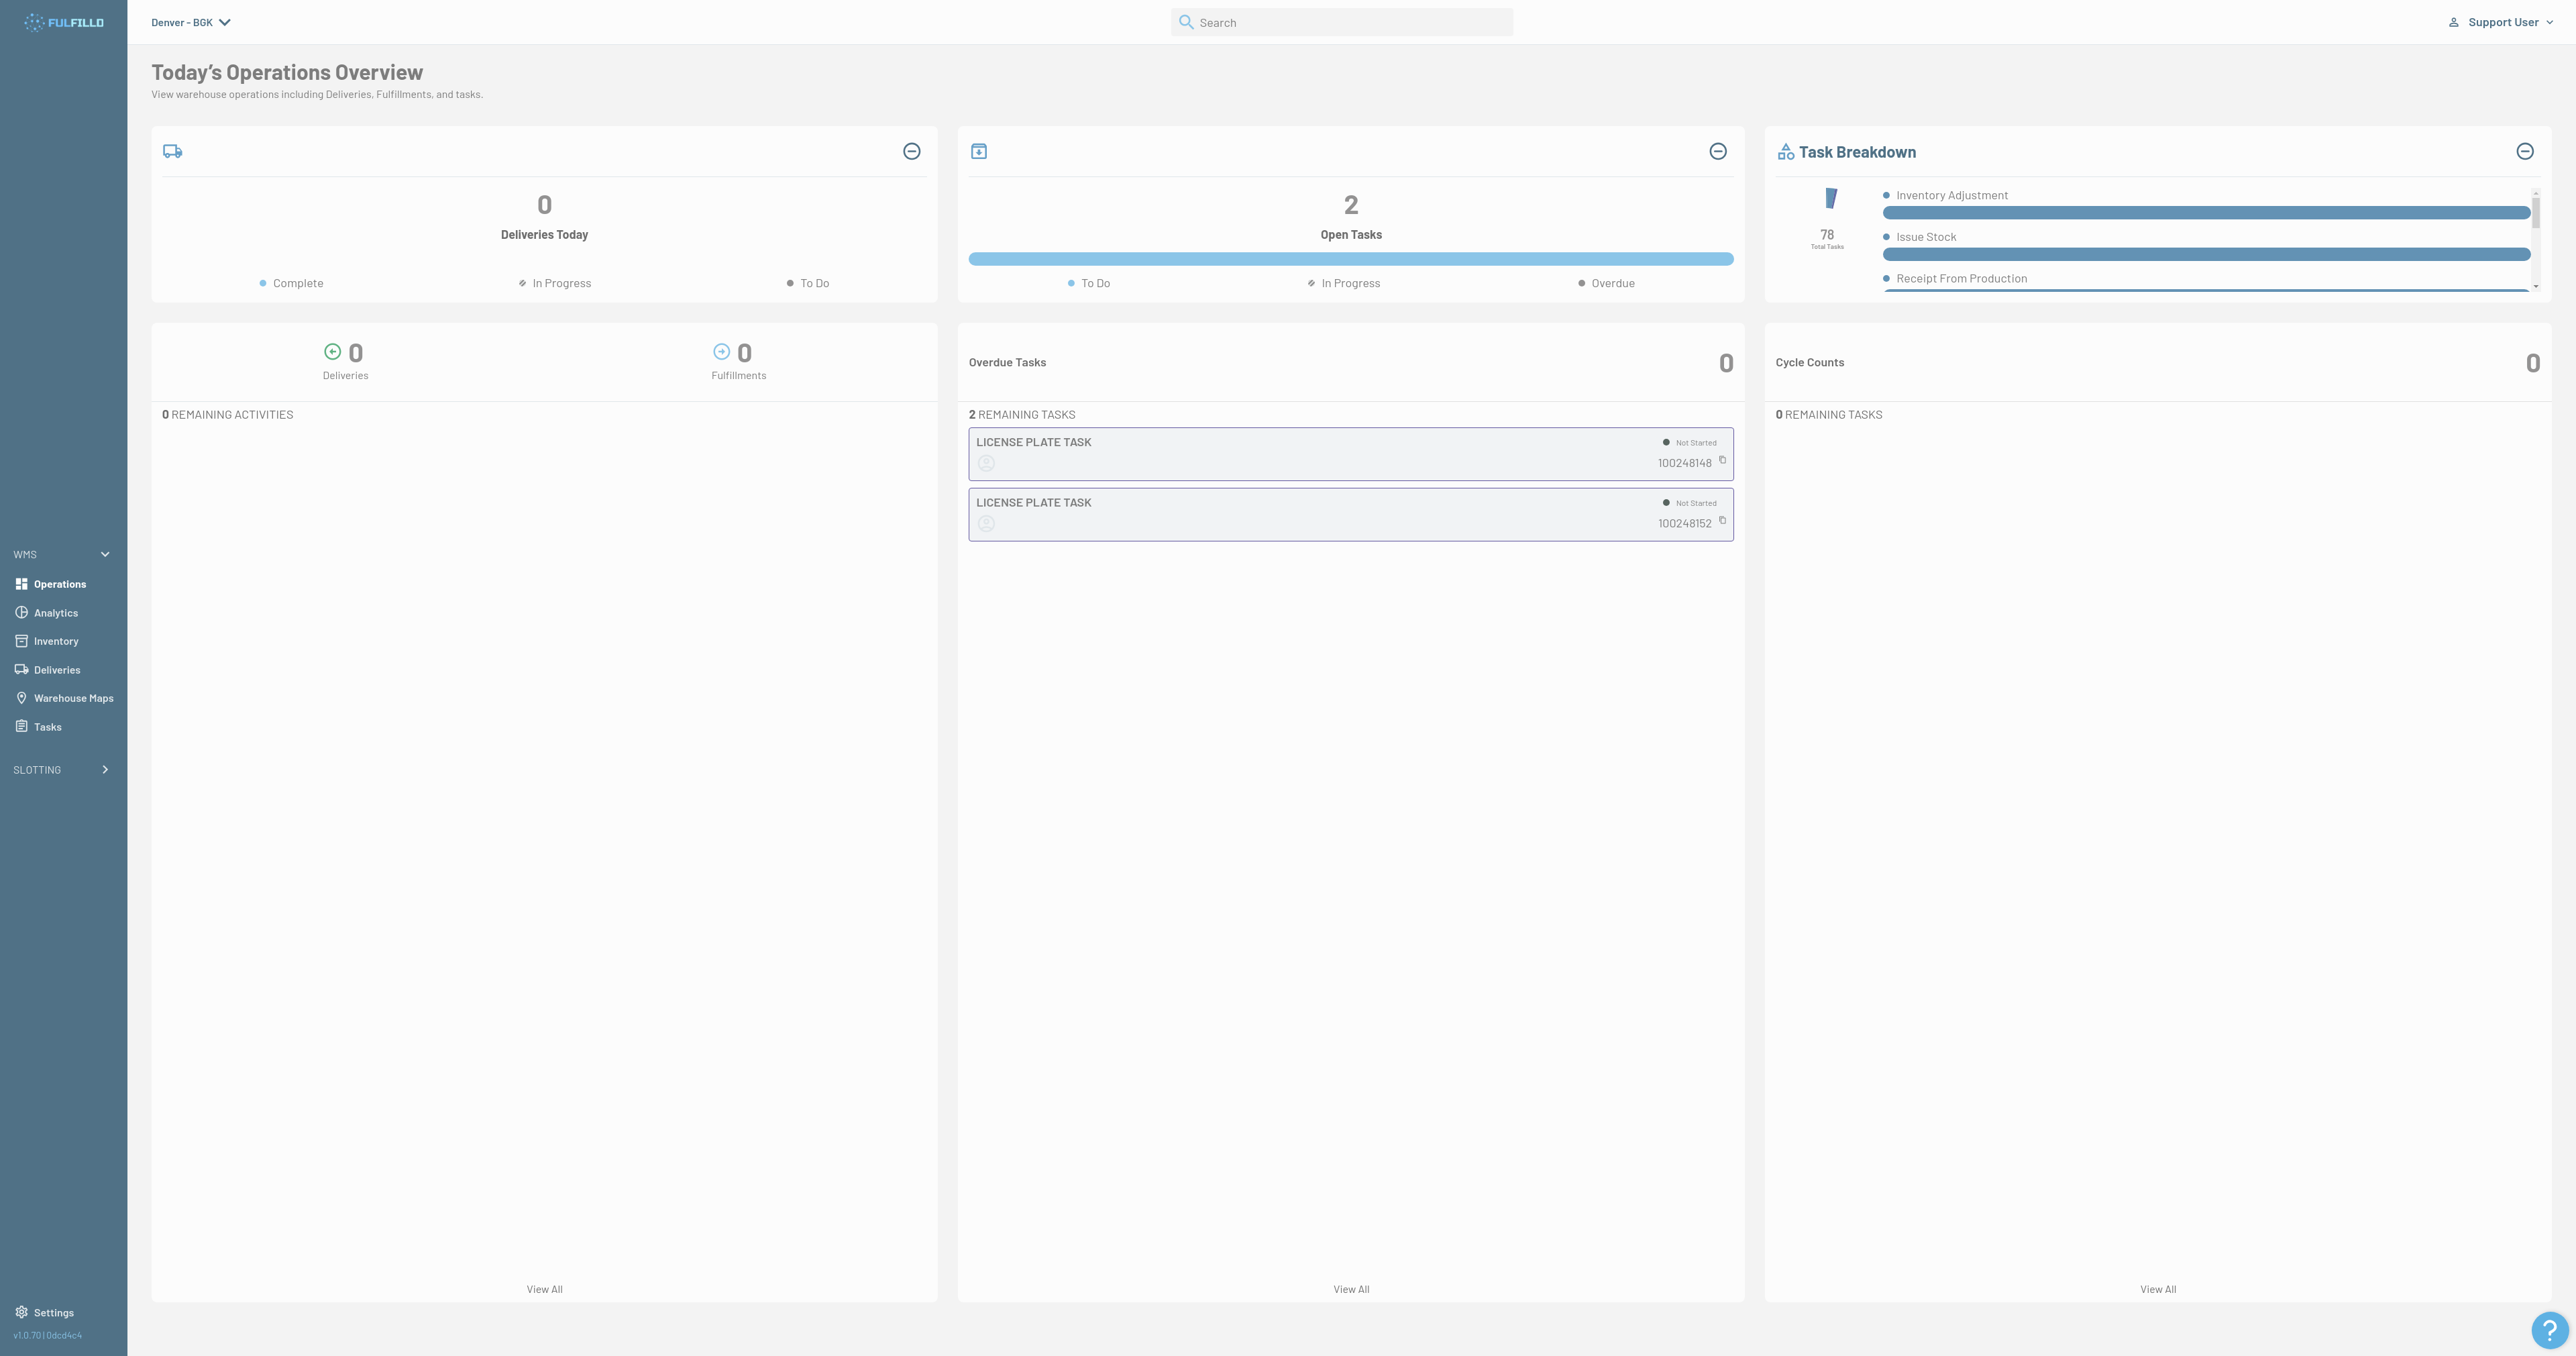 FULFILLD
Denver - BGK
Search
Support User
Today's Operations Overview
View warehouse operations including Deliveries, Fulfillments, and tasks.
0
Deliveries Today
Complete
In Progress
To Do
2
Open Tasks
To Do
In Progress
Overdue
Task Breakdown
78
Total Tasks
Inventory Adjustment
Issue Stock
Receipt From Production
0
Deliveries
0
Fulfillments
0 REMAINING ACTIVITIES
View All
Overdue Tasks
0
2 REMAINING TASKS
LICENSE PLATE TASK
Not Started
100248148
LICENSE PLATE TASK
Not Started
100248152
View All
Cycle Counts
0
0 REMAINING TASKS
View All
WMS
Operations
Analytics
Inventory
Deliveries
Warehouse Maps
Tasks
SLOTTING
Settings
v1.0.70 | 0dcd4c4
?